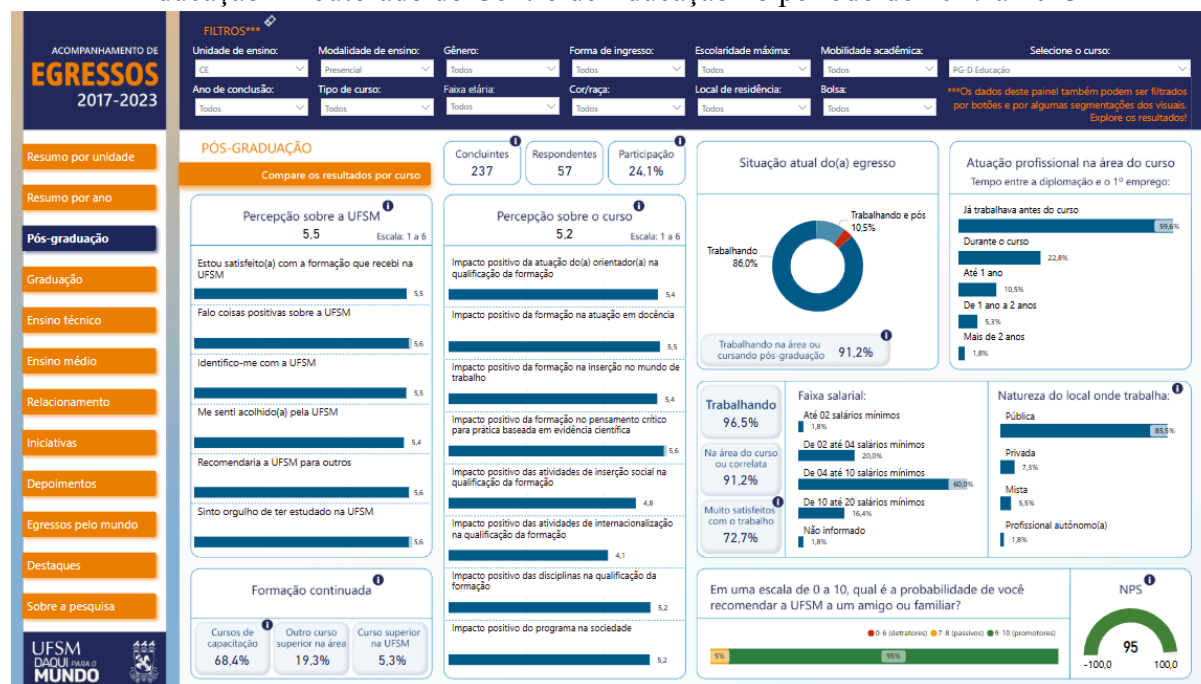 ACOMPANHAMENTO DE
EGRESSOS
2017-2023
FILTROS***
Unidade de ensino:
CE
Modalidade de ensino:
Presencial
Gênero:
Todos
Forma de ingresso:
Todos
Escolaridade máxima:
Todos
Mobilidade acadêmica:
Todos
Selecione o curso:
PG-D Educação
Ano de conclusão:
Todos
Tipo de curso:
Todos
Faixa elária:
Todos
Cor/raça:
Todos
Local de residência:
Todos
Bolsa:
Todos
***Os dados deste painel também podem ser filtrados
por botões e por algumas segmentações dos visuais.
Explore os resultados!
Resumo por unidade
Resumo por ano
Pós-graduação
Graduação
Ensino técnico
Ensino médio
Relacionamento
Iniciativas
Depoimentos
Egressos pelo mundo
Destaques
Sobre a pesquisa
UFSM
DAQUI PARA O
MUNDO
PÓS-GRADUAÇÃO
Compare os resultados por curso
Concluintes
237
Respondentes
57
Participação
24,1%
Percepção sobre a UFSM
5,5
Escala: 1 a 6
Estou satisfeito(a) com a formação que recebi na
UFSM
5,5
Falo coisas positivas sobre a UFSM
5,6
Identifico-me com a UFSM
5,5
Me senti acolhido(a) pela UFSM
5,4
Recomendaria a UFSM para outros
5,6
Sinto orgulho de ter estudado na UFSM
5,6
Formação continuada
Cursos de
capacitação
68,4%
Outro curso
superior na área
19,3%
Curso superior
na UFSM
5,3%
Percepção sobre o curso
5,2
Escala: 1 a 6
Impacto positivo da atuação do(a) orientador(a) na
qualificação da formação
5,4
Impacto positivo da formação na atuação em docência
5,5
Impacto positivo da formação na inserção no mundo de
trabalho
5,4
Impacto positivo da formação no pensamento crítico
para prática baseada em evidência científica
5,6
Impacto positivo das atividades de inserção social na
qualificação da formação
4,8
Impacto positivo das atividades de internacionalização
na qualificação da formação
4,1
Impacto positivo das disciplinas na qualificação da
formação
5,2
Impacto positivo do programa na sociedade
5,2
Situação atual do(a) egresso
Trabalhando e pós
10,5%
Trabalhando
86,0%
Trabalhando na área ou
cursando pós-graduação
91,2%
Atuação profissional na área do curso
Tempo entre a diplomação e o 1º emprego:
Já trabalhava antes do curso
59,6%
Durante o curso
22,8%
Até 1 ano
10,5%
De 1 ano a 2 anos
5,3%
Mais de 2 anos
1,8%
Trabalhando
96,5%
Na área do curso
ou correlata
91,2%
Muito satisfeitos
com o trabalho
72,7%
Faixa salarial:
Até 02 salários mínimos
1,8%
De 02 até 04 salários mínimos
20,0%
De 04 até 10 salários mínimos
60,0%
De 10 até 20 salários mínimos
16,4%
Não informado
1,8%
Natureza do local onde trabalha:
Pública
85,5%
Privada
7,3%
Mista
5,5%
Profissional autônomo(a)
1,8%
Em uma escala de 0 a 10, qual é a probabilidade de você
recomendar a UFSM a um amigo ou familiar?
0-6 (detratores) 7-8 (passivos) 9-10 (promotores)
5%
95%
NPS
95
-100,0
100,0